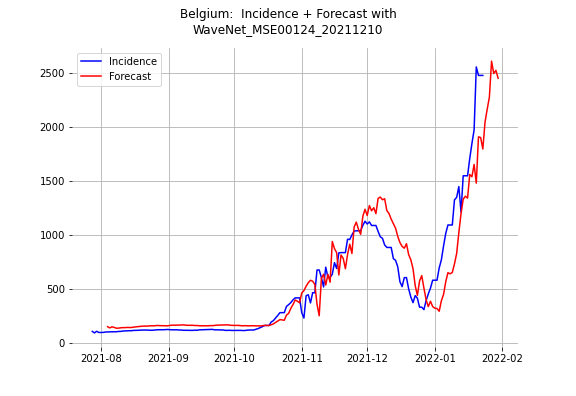 Belgium:  Incidence + Forecast with
WaveNet_MSE00124_20211210
Incidence
Forecast
2500
2000
1500
1000
500
0
2021-08 2021-09 2021-10 2021-11 2021-12 2022-01 2022-02